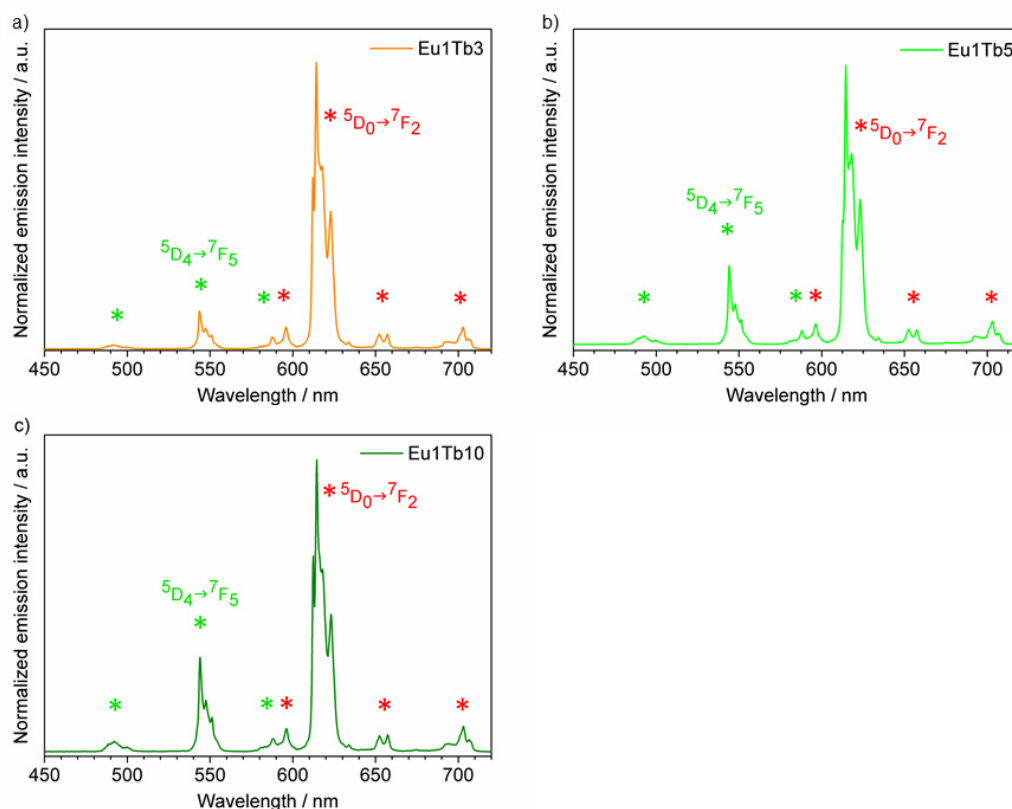 a)
Eu1Tb3
* ⁵D₀→⁷F₂
⁵D₄→⁷F₅
*
* * * * *
Normalized emission intensity / a.u.
450 500 550 600 650 700
Wavelength / nm
b)
Eu1Tb5
* ⁵D₀→⁷F₂
⁵D₄→⁷F₅
*
* * * * *
Normalized emission intensity / a.u.
450 500 550 600 650 700
Wavelength / nm
c)
Eu1Tb10
* ⁵D₀→⁷F₂
⁵D₄→⁷F₅
*
* * * * *
Normalized emission intensity / a.u.
450 500 550 600 650 700
Wavelength / nm